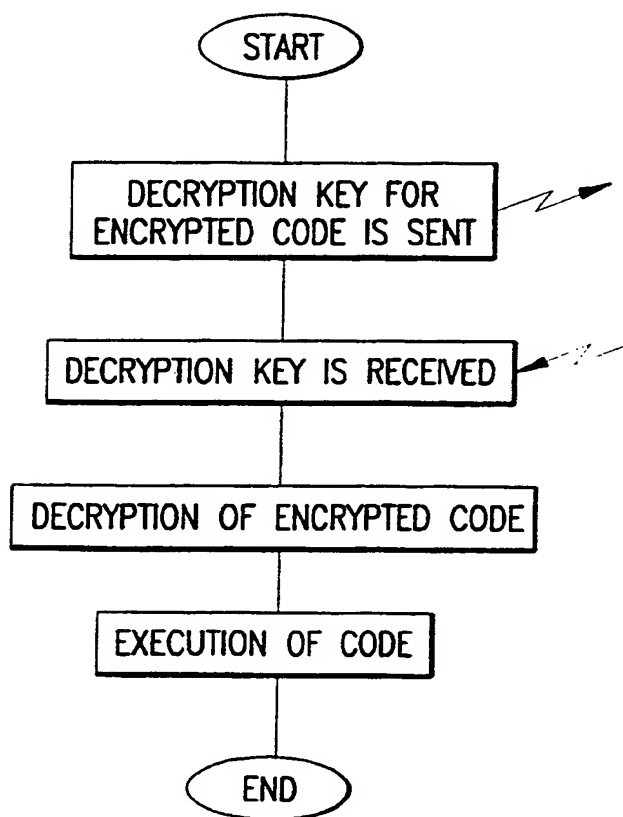 START
DECRYPTION KEY FOR
ENCRYPTED CODE IS SENT
DECRYPTION KEY IS RECEIVED
DECRYPTION OF ENCRYPTED CODE
EXECUTION OF CODE
END